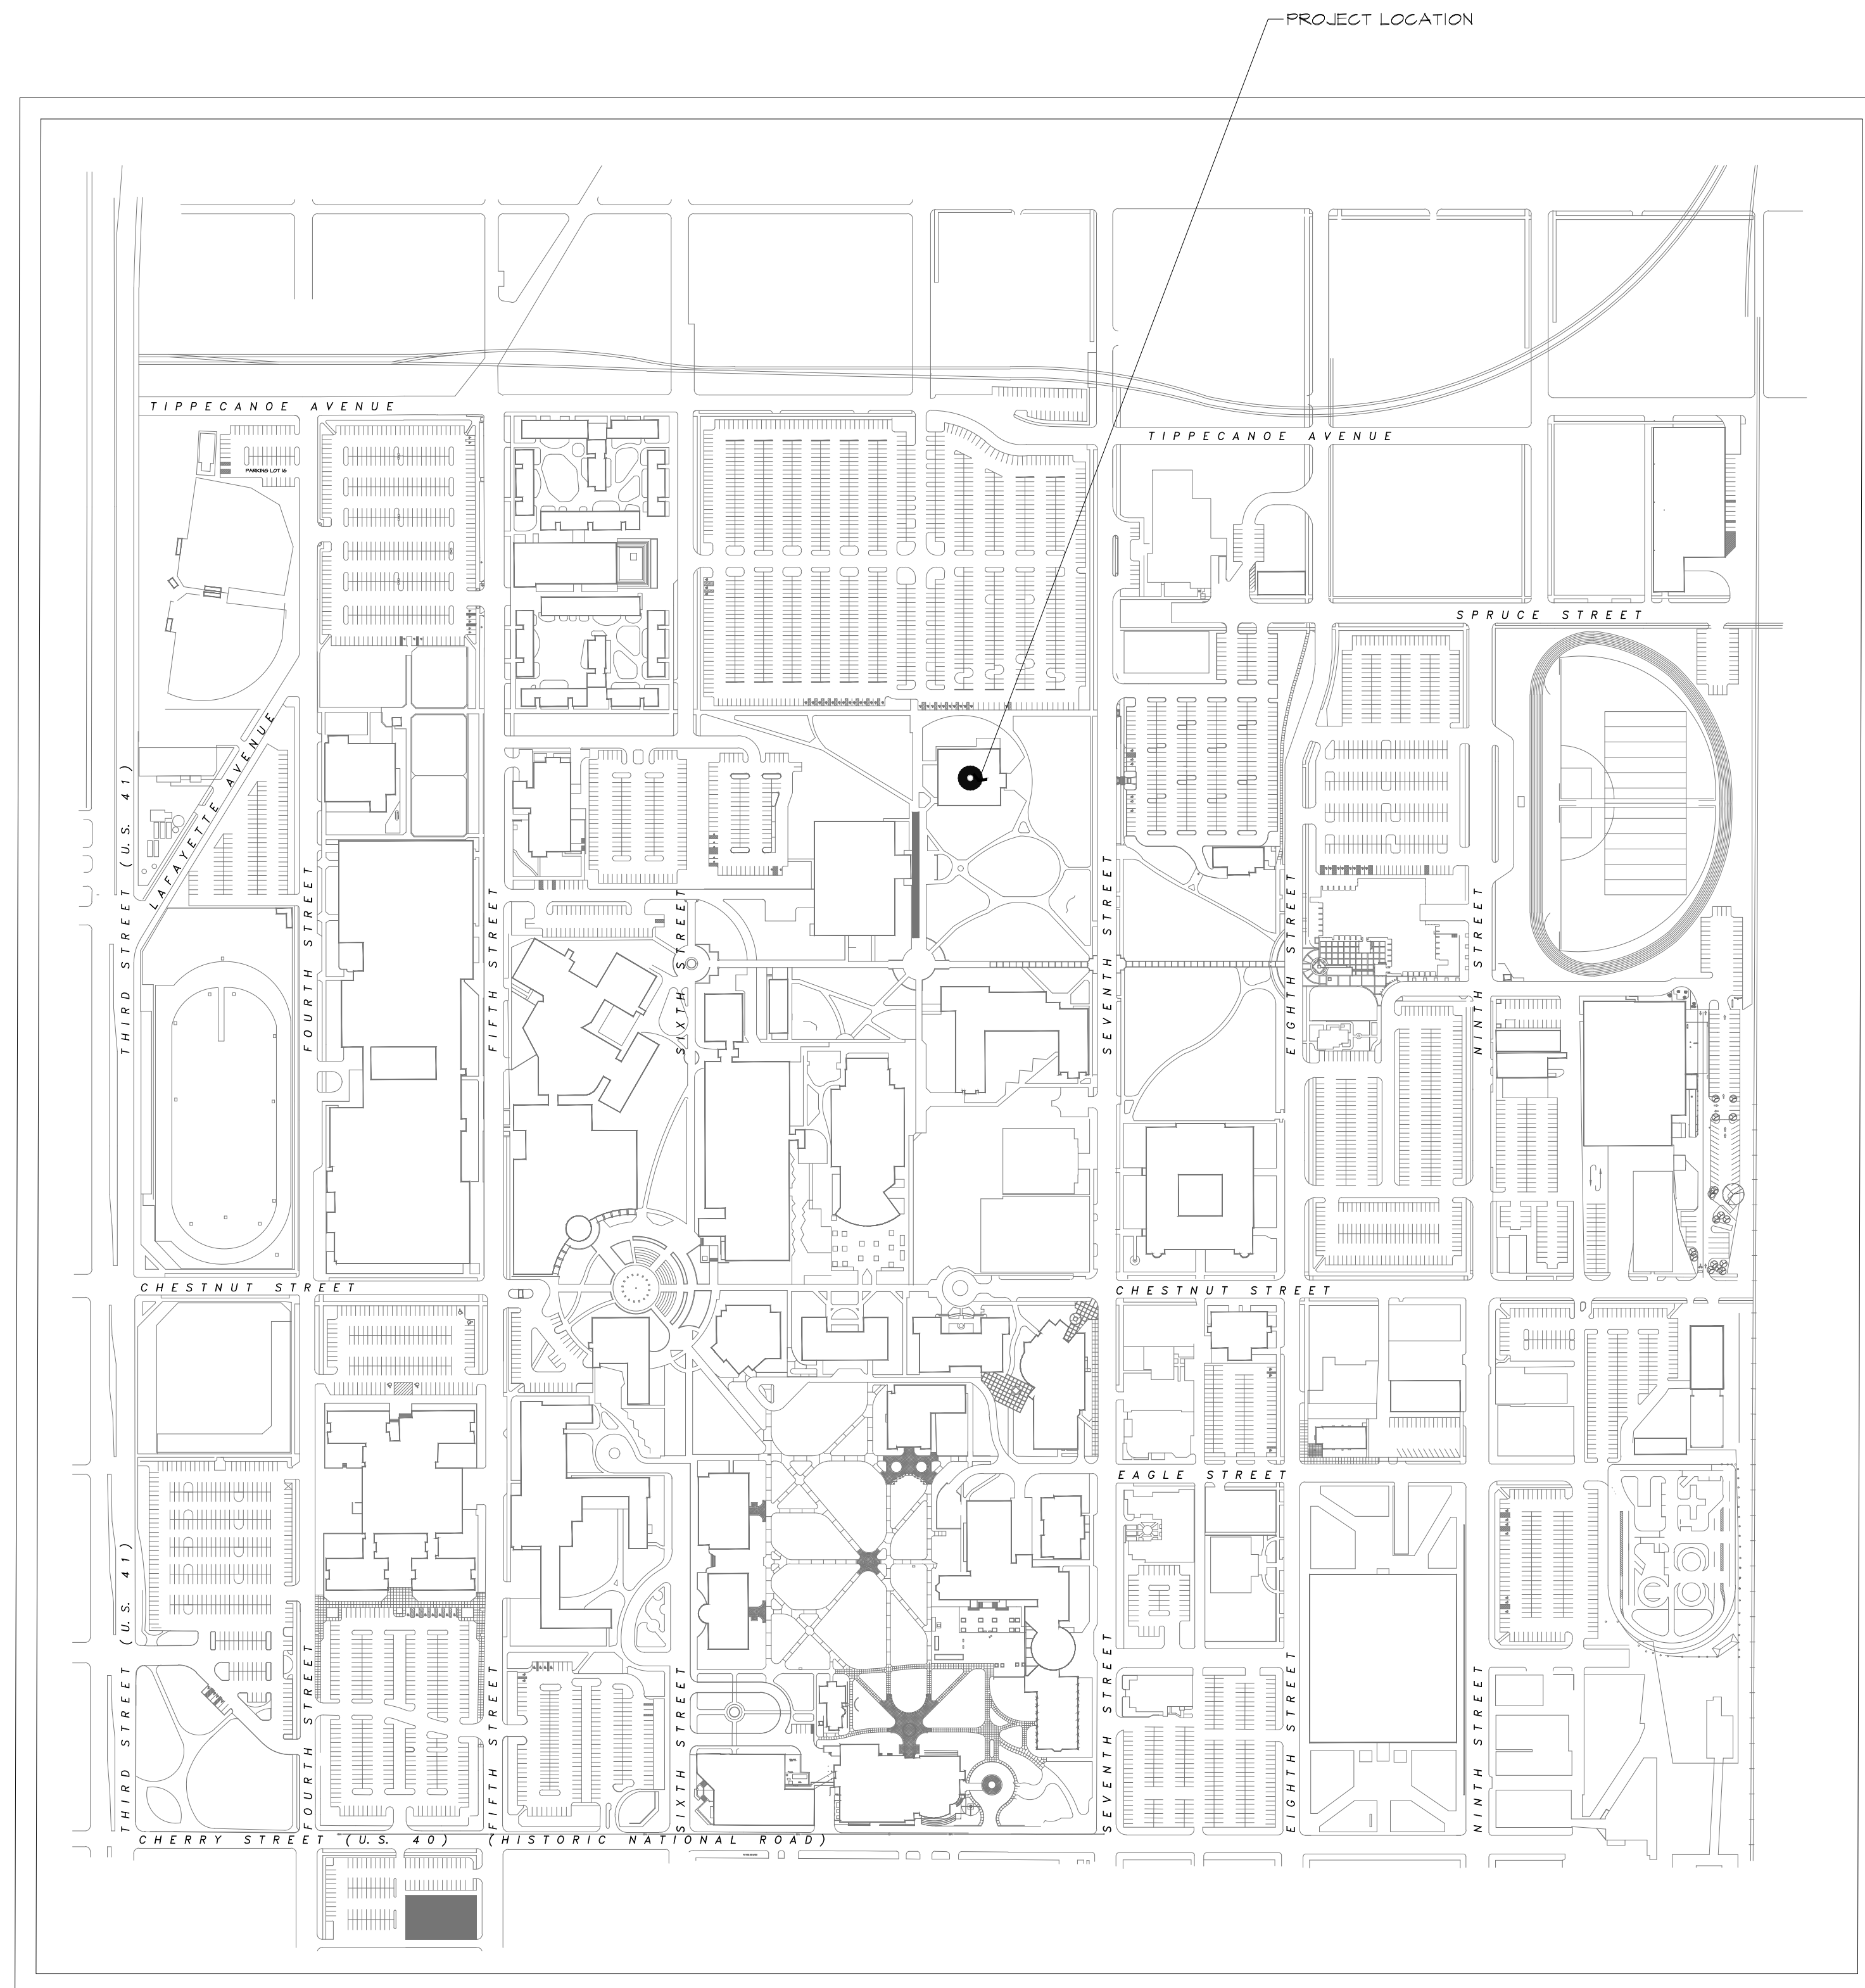 PROJECT LOCATION
TIPPECANOE AVENUE
TIPPECANOE AVENUE
PARKING LOT 16
SPRUCE STREET
LAFAYETTE AVENUE
THIRD STREET (U.S. 41)
FOURTH STREET
FIFTH STREET
SIXTH STREET
SEVENTH STREET
EIGHTH STREET
NINTH STREET
CHESTNUT STREET
CHESTNUT STREET
EAGLE STREET
THIRD STREET (U.S. 41)
FOURTH STREET
FIFTH STREET
SIXTH STREET
SEVENTH STREET
EIGHTH STREET
NINTH STREET
CHERRY STREET (U.S. 40) (HISTORIC NATIONAL ROAD)